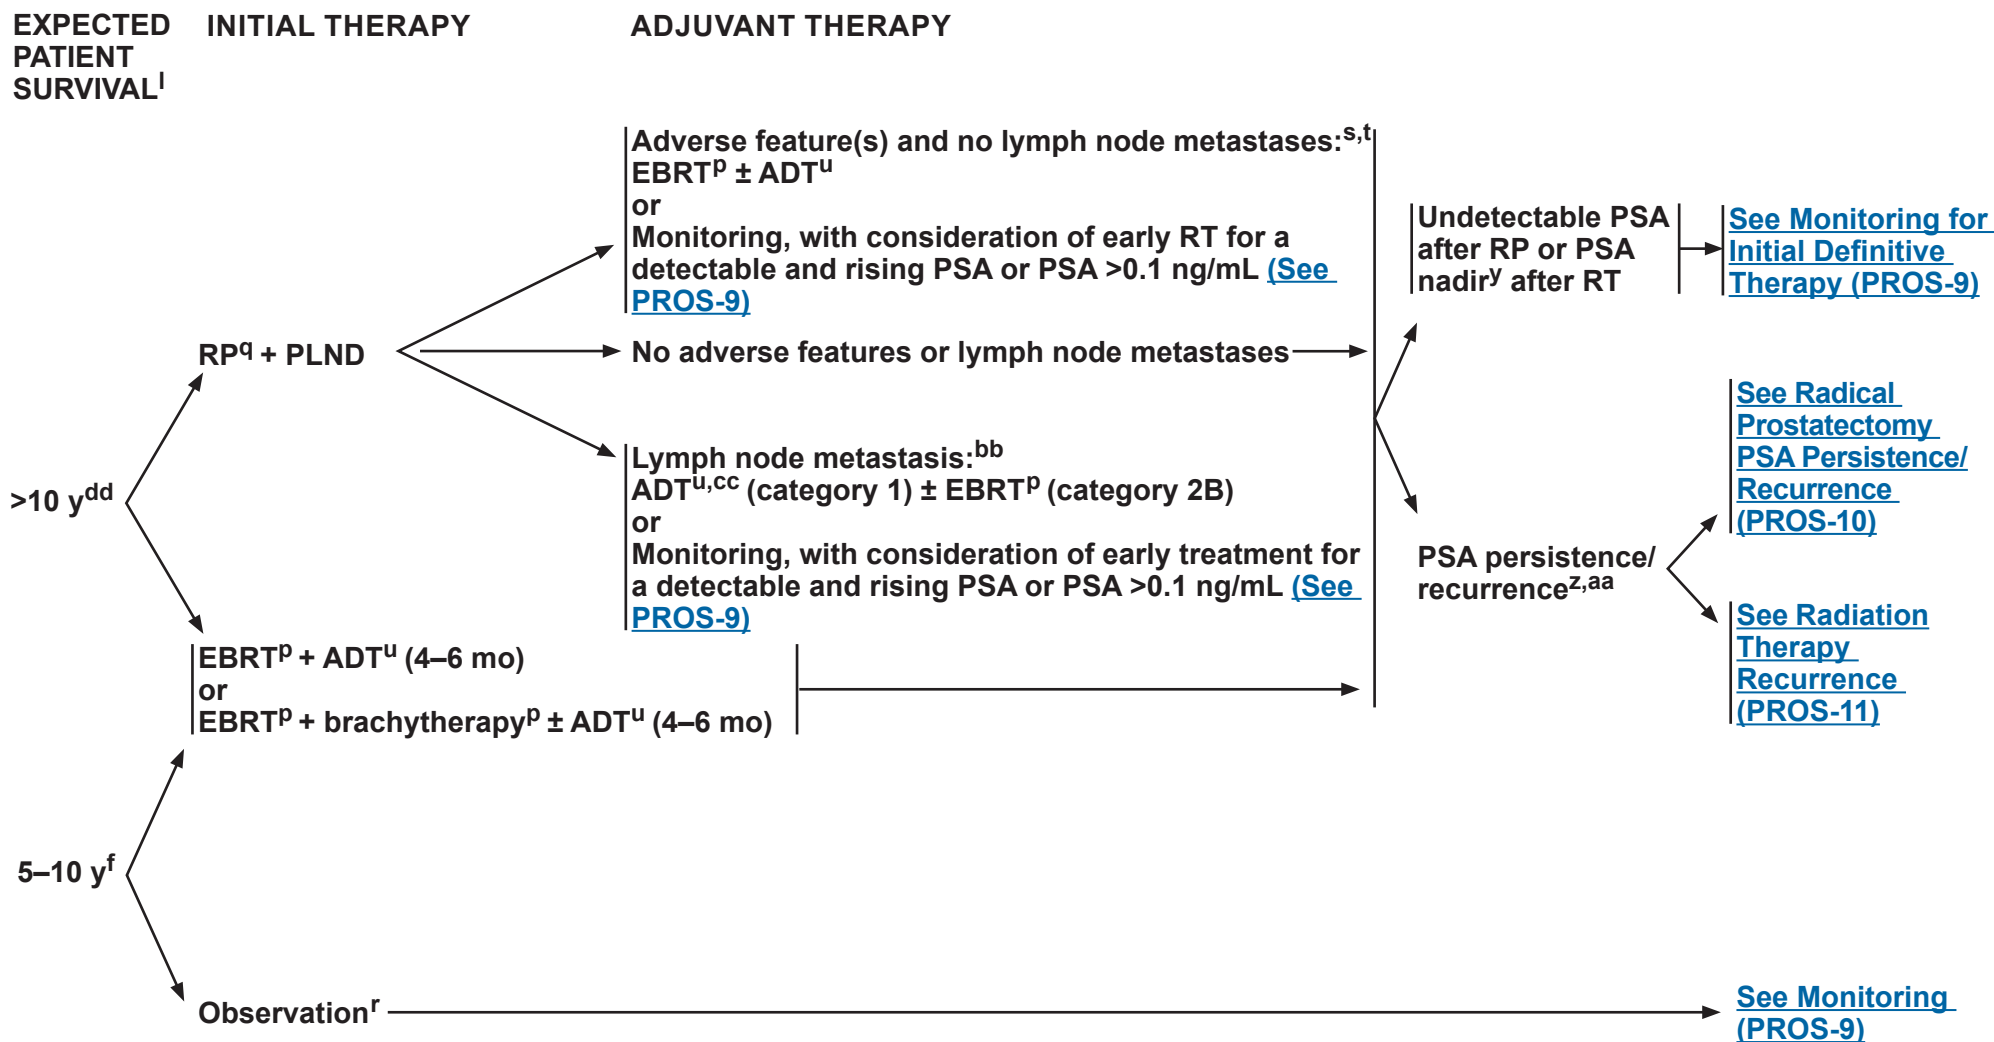 EXPECTED
PATIENT
SURVIVALl
INITIAL THERAPY
ADJUVANT THERAPY
Adverse feature(s) and no lymph node metastases:s,t
EBRTp ± ADTu
or
Monitoring, with consideration of early RT for a
detectable and rising PSA or PSA >0.1 ng/mL (See
PROS-9)
Undetectable PSA
after RP or PSA
nadiry after RT
See Monitoring for
Initial Definitive
Therapy (PROS-9)
RPq + PLND
No adverse features or lymph node metastases
See Radical
Prostatectomy
PSA Persistence/
Recurrence
(PROS-10)
Lymph node metastasis:bb
ADTu,cc (category 1) ± EBRTp (category 2B)
or
Monitoring, with consideration of early treatment for
a detectable and rising PSA or PSA >0.1 ng/mL (See
PROS-9)
>10 ydd
PSA persistence/
recurrencez,aa
See Radiation
Therapy
Recurrence
(PROS-11)
EBRTp + ADTu (4–6 mo)
or
EBRTp + brachytherapyp ± ADTu (4–6 mo)
5–10 yf
Observationr
See Monitoring
(PROS-9)